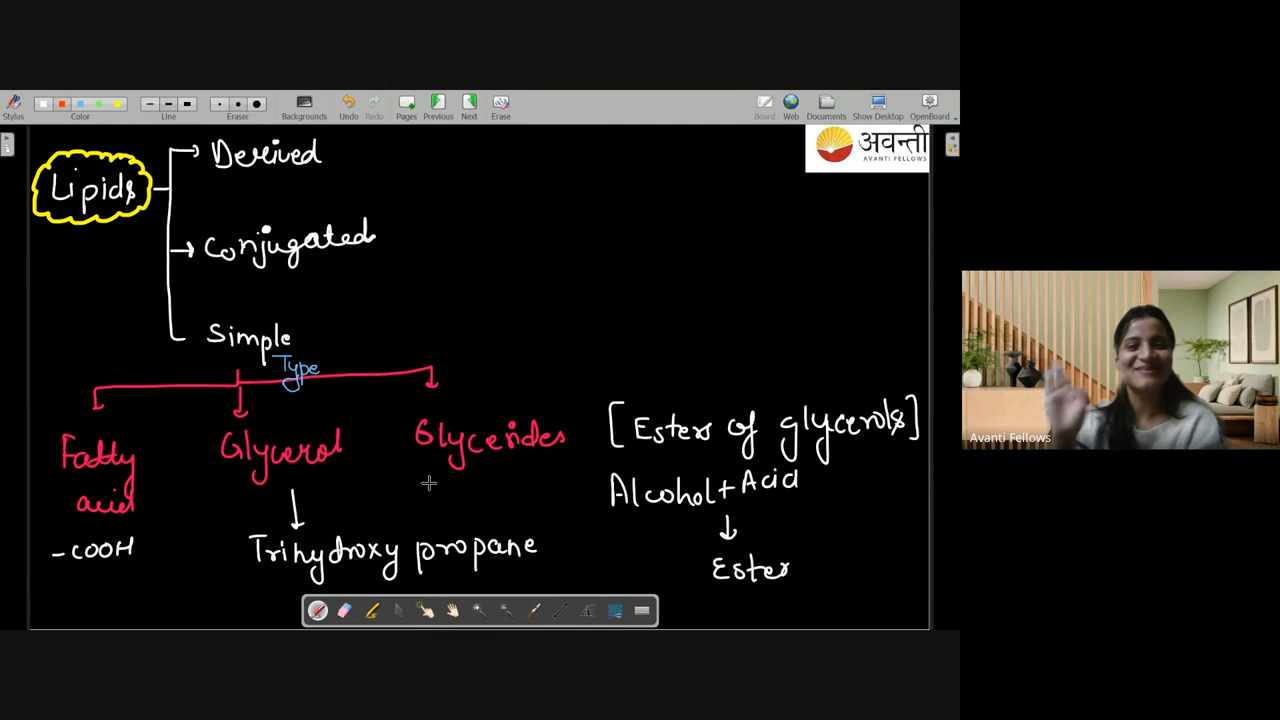 Stylus
Color
Line
Eraser
Backgrounds
Undo
Redo
Pages
Previous
Next
Erase
Board
Web
Documents
Show Desktop
OpenBoard
अवन्ती
AVANTI FELLOWS
Lipids
Derived
Conjugated
Simple
Type
Fatty
acid
-COOH
Glycerol
Trihydroxy propane
Glycerides
[Esters of glycerols]
Alcohol + Acid
Ester
Avanti Fellows